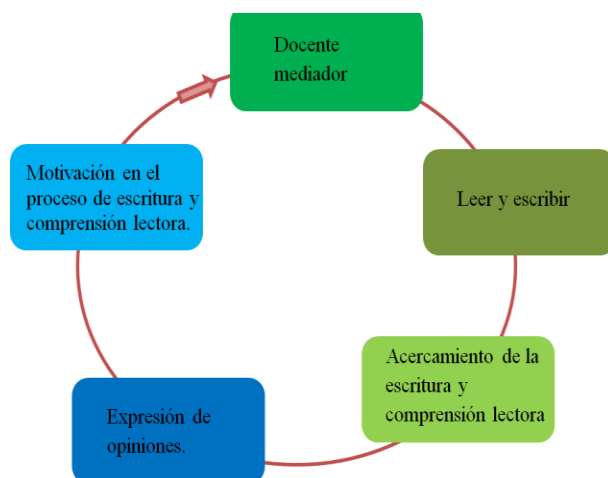 Docente
mediador
Leer y escribir
Acercamiento de la
escritura y
comprensión lectora
Expresión de
opiniones.
Motivación en el
proceso de escritura y
comprensión lectora.